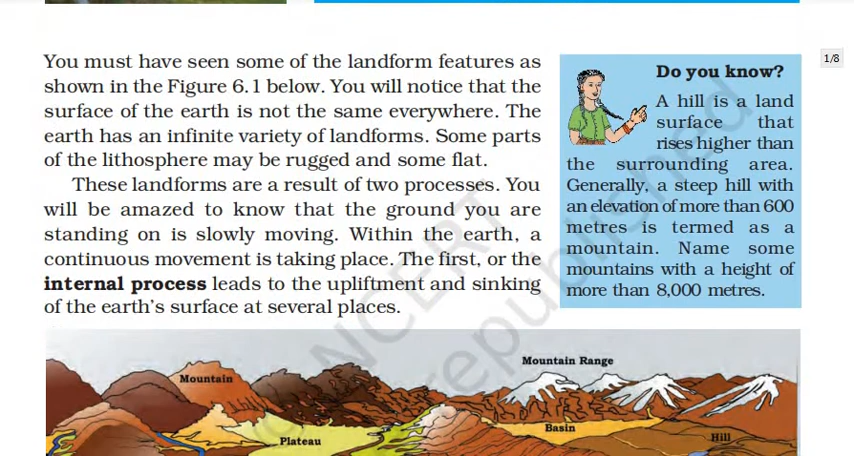 You must have seen some of the landform features as
shown in the Figure 6.1 below. You will notice that the
surface of the earth is not the same everywhere. The
earth has an infinite variety of landforms. Some parts
of the lithosphere may be rugged and some flat.
These landforms are a result of two processes. You
will be amazed to know that the ground you are
standing on is slowly moving. Within the earth, a
continuous movement is taking place. The first, or the
internal process leads to the upliftment and sinking
of the earth's surface at several places.
Do you know?
A hill is a land
surface that
rises higher than
the surrounding area.
Generally, a steep hill with
an elevation of more than 600
metres is termed as a
mountain. Name some
mountains with a height of
more than 8,000 metres.
1/8
Mountain
Mountain Range
Plateau
Basin
Hill
NCERT
republished